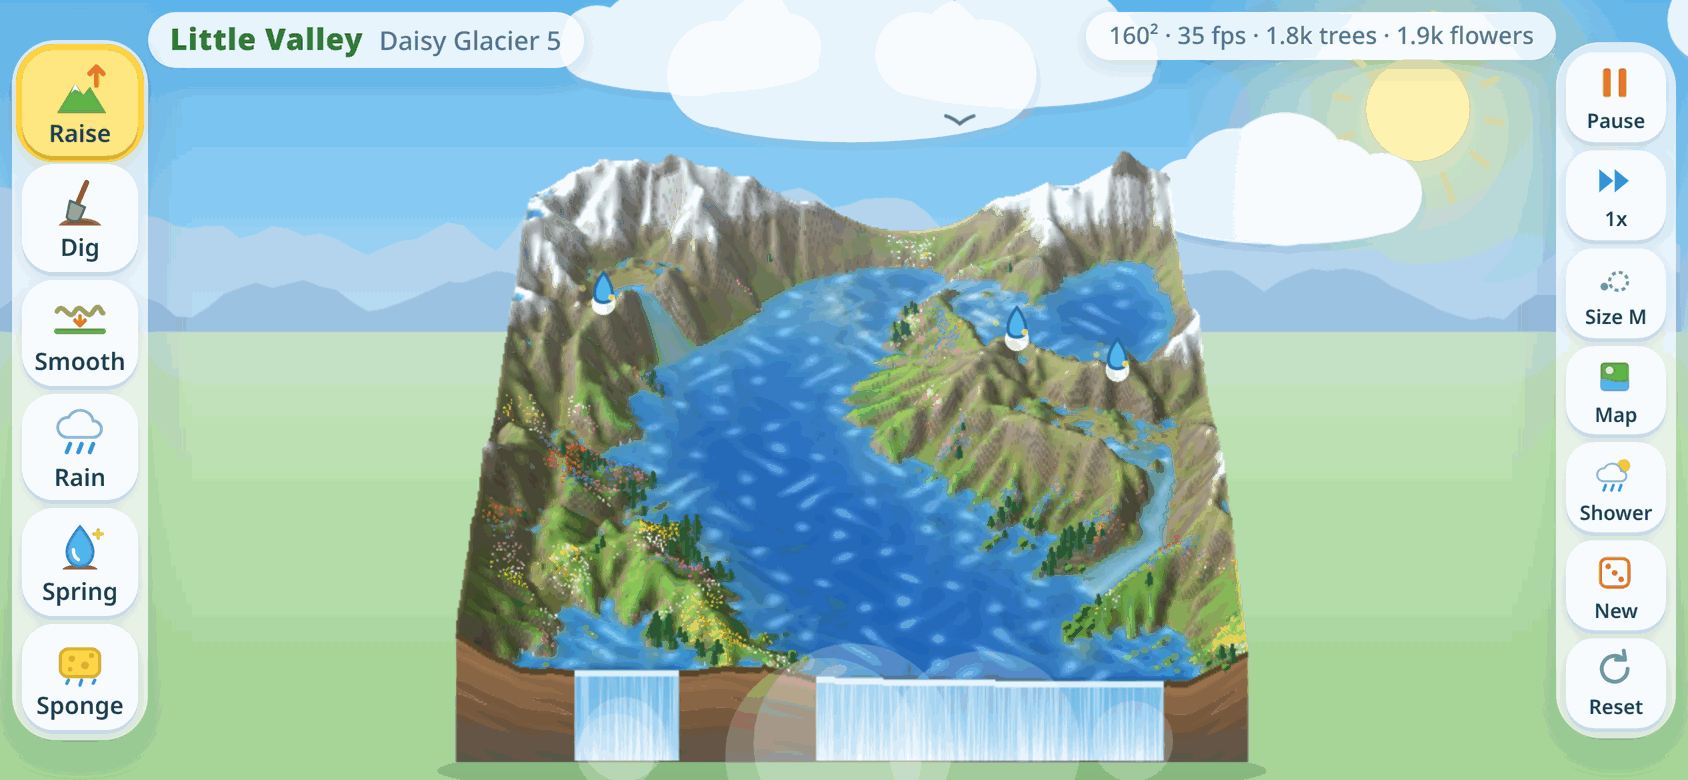 Little Valley Daisy Glacier 5
160² · 35 fps · 1.8k trees · 1.9k flowers
Raise
Dig
Smooth
Rain
Spring
Sponge
Pause
1x
Size M
Map
Shower
New
Reset